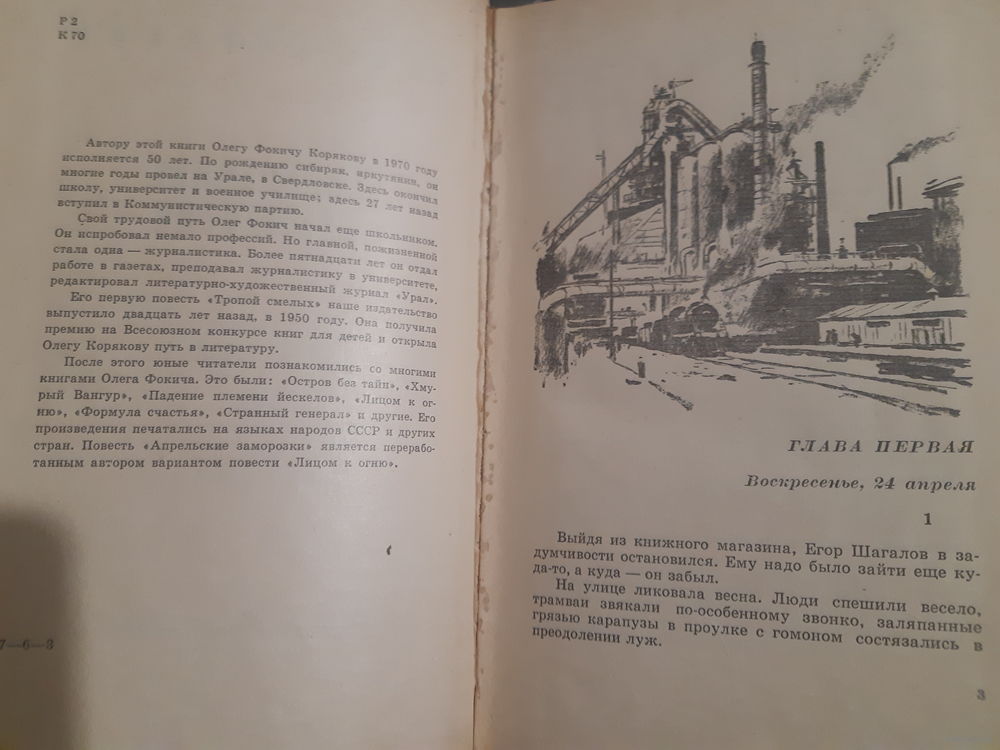 Р 2
К 70
Автору этой книги Олегу Фокичу Корякову в 1970 году
исполняется 50 лет. По рождению сибиряк, иркутянин, он
многие годы провел на Урале, в Свердловске. Здесь окончил
школу, университет и военное училище; здесь 27 лет назад
вступил в Коммунистическую партию.
Свой трудовой путь Олег Фокич начал еще школьником.
Он испробовал немало профессий. Но главной, пожизненной
стала одна — журналистика. Более пятнадцати лет он отдал
работе в газетах, преподавал журналистику в университете,
редактировал литературно-художественный журнал «Урал».
Его первую повесть «Тропой смелых» наше издательство
выпустило двадцать лет назад, в 1950 году. Она получила
премию на Всесоюзном конкурсе книг для детей и открыла
Олегу Корякову путь в литературу.
После этого юные читатели познакомились со многими
книгами Олега Фокича. Это были: «Остров без тайн», «Хму-
рый Вангур», «Падение племени йескелов», «Лицом к ог-
ню», «Формула счастья», «Странный генерал» и другие. Его
произведения печатались на языках народов СССР и других
стран. Повесть «Апрельские заморозки» является перерабо-
танным автором вариантом повести «Лицом к огню».
7—6—3
ГЛАВА ПЕРВАЯ
Воскресенье, 24 апреля
1
Выйдя из книжного магазина, Егор Шагалов в за-
думчивости остановился. Ему надо было зайти еще ку-
да-то, а куда — он забыл.
На улице ликовала весна. Люди спешили весело,
трамваи звякали по-особенному звонко, заляпанные
грязью карапузы в проулке с гомоном состязались в
преодолении луж.
3